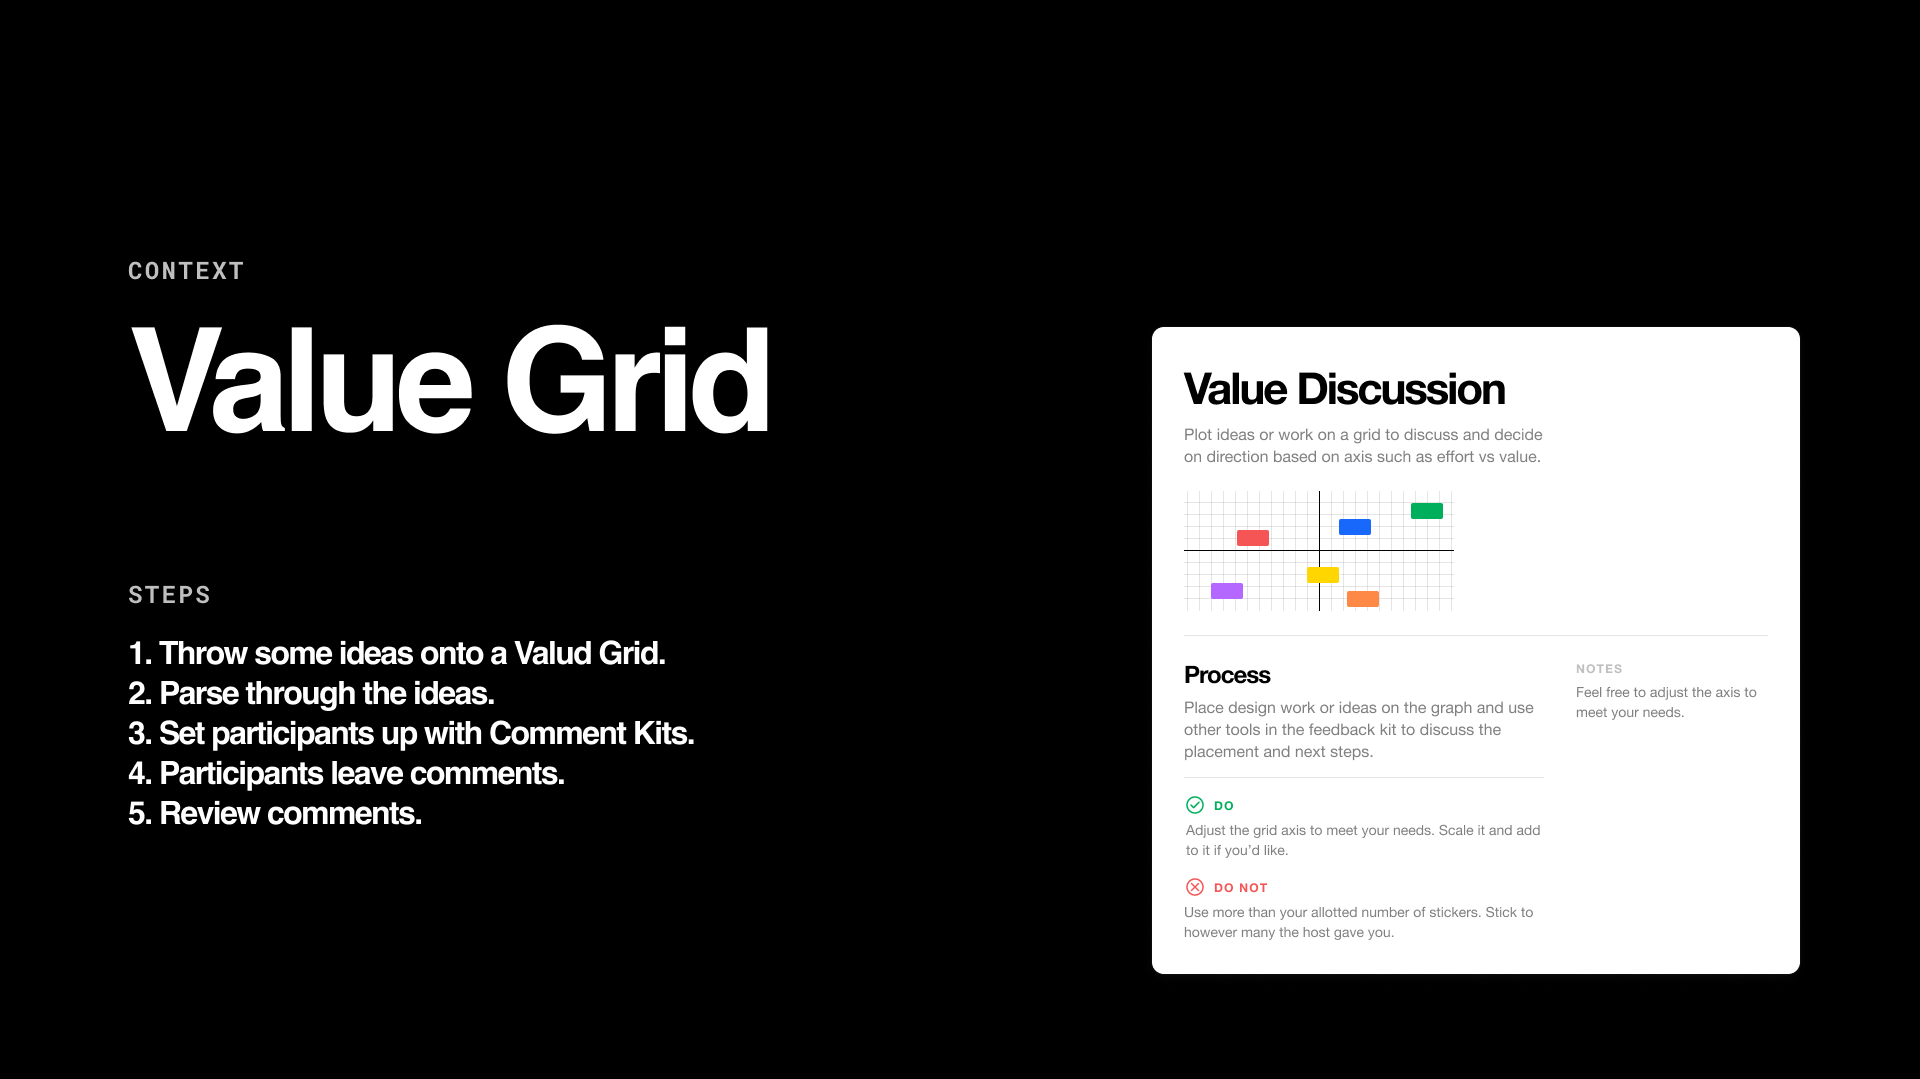 CONTEXT
Value Grid
STEPS
1. Throw some ideas onto a Valud Grid.
2. Parse through the ideas.
3. Set participants up with Comment Kits.
4. Participants leave comments.
5. Review comments.
Value Discussion
Plot ideas or work on a grid to discuss and decide
on direction based on axis such as effort vs value.
Process
Place design work or ideas on the graph and use
other tools in the feedback kit to discuss the
placement and next steps.
NOTES
Feel free to adjust the axis to
meet your needs.
DO
Adjust the grid axis to meet your needs. Scale it and add
to it if you’d like.
DO NOT
Use more than your allotted number of stickers. Stick to
however many the host gave you.